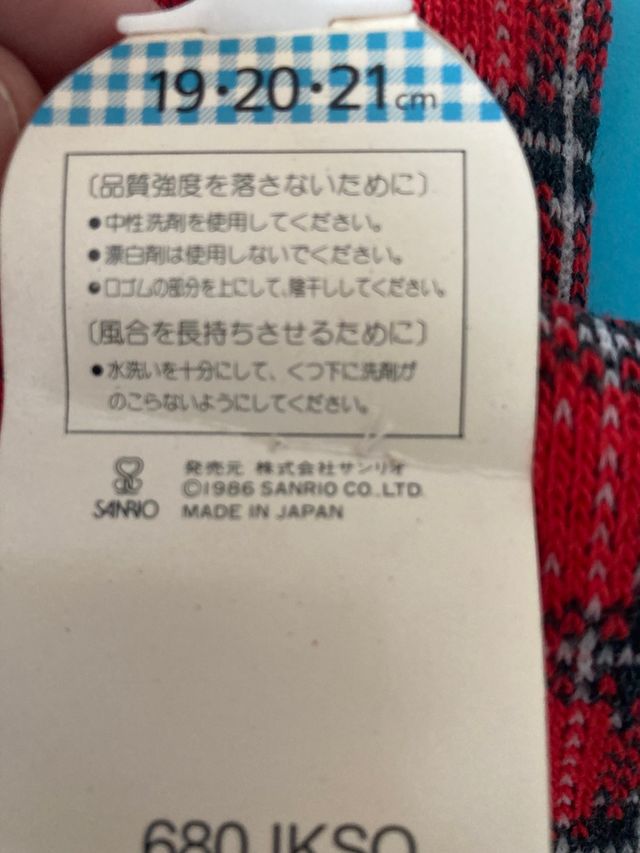 19・20・21cm
〔品質強度を落さないために〕
●中性洗剤を使用してください。
●漂白剤は使用しないでください。
●口ゴムの部分を上にして、陰干ししてください。
〔風合を長持ちさせるために〕
●水洗いを十分にして、くつ下に洗剤が
のこらないようにしてください。
SANRIO
発売元 株式会社サンリオ
©1986 SANRIO CO.,LTD.
MADE IN JAPAN
680 IKSO